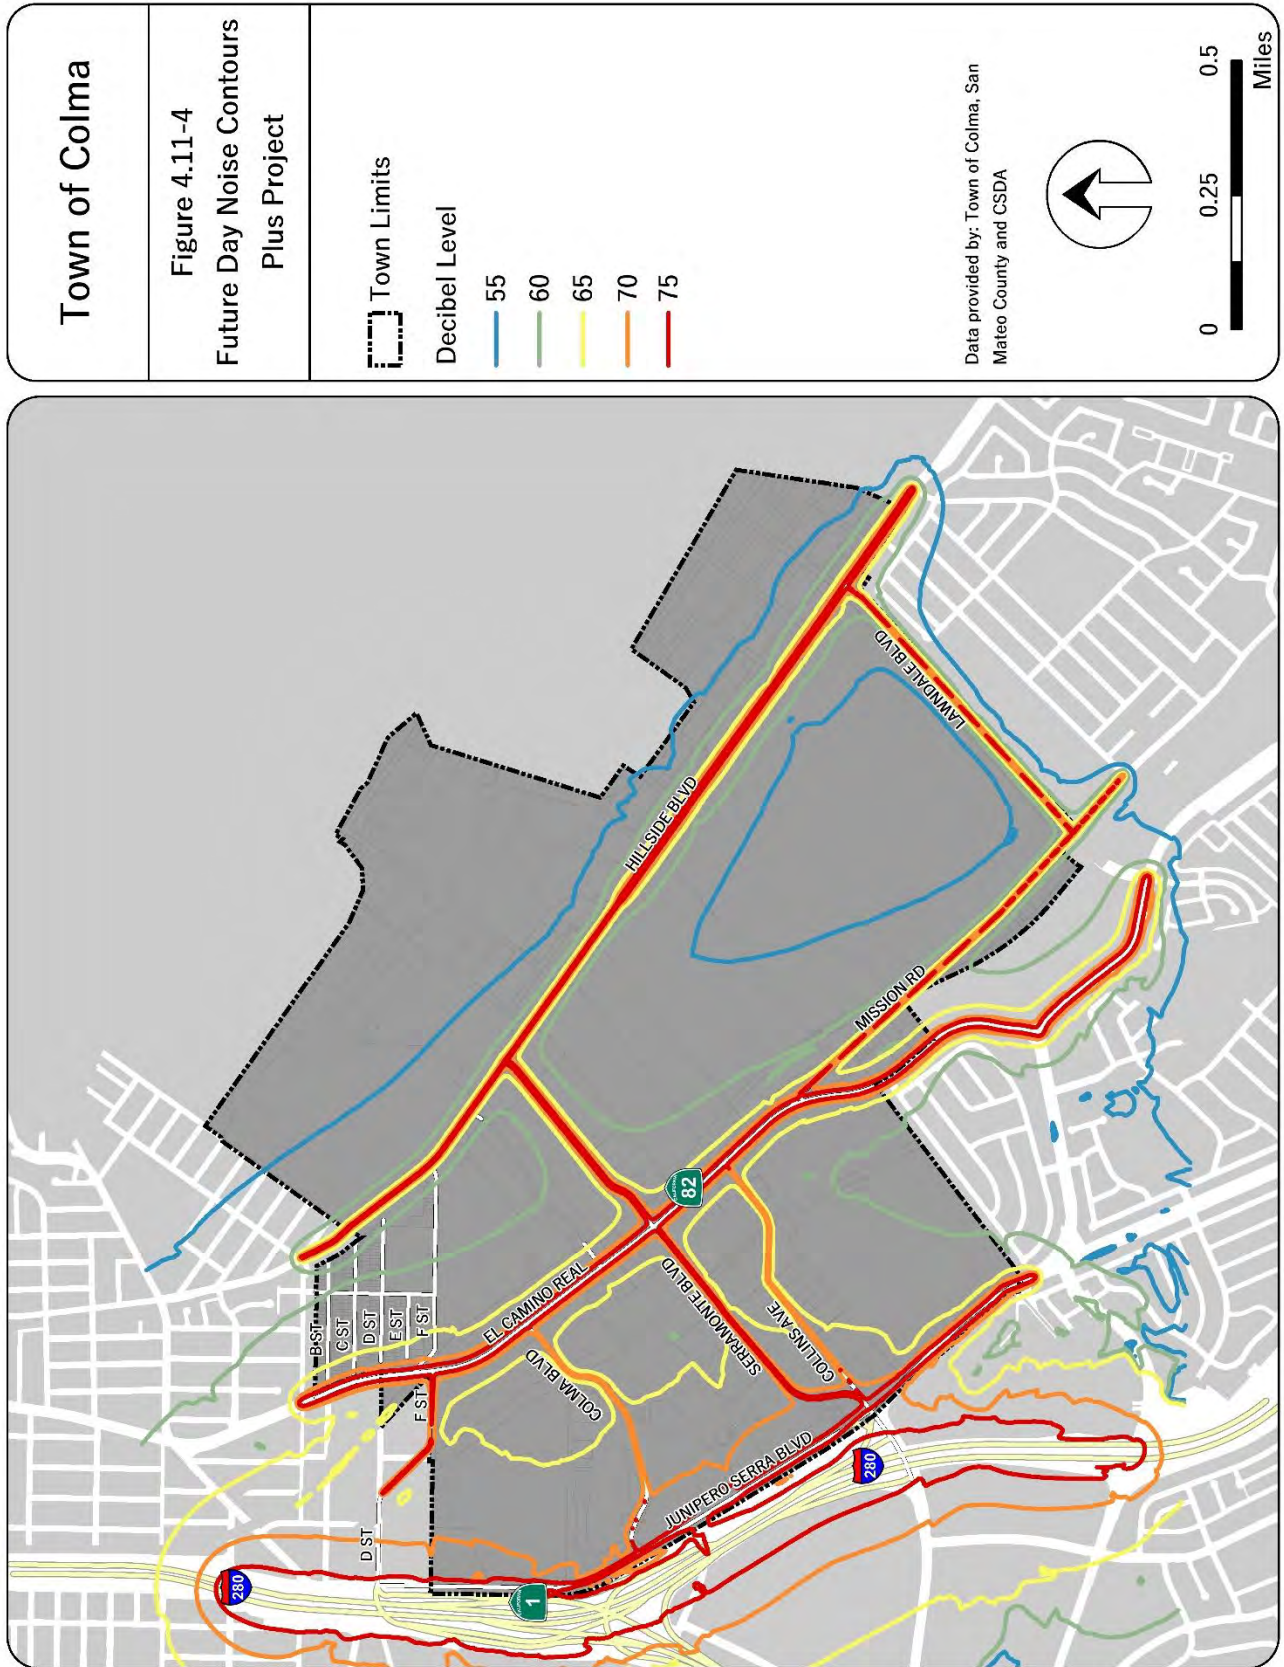 Town of Colma
Figure 4.11-4
Future Day Noise Contours
Plus Project
Town Limits
Decibel Level
55
60
65
70
75
Data provided by: Town of Colma, San
Mateo County and CSDA
0
0.25
0.5
Miles
B ST
C ST
D ST
E ST
F ST
F ST
D ST
EL CAMINO REAL
COLMA BLVD
HILLSIDE BLVD
SERRAMONTE BLVD
COLLINS AVE
JUNIPERO SERRA BLVD
MISSION RD
LAWNDALE BLVD
82
280
280
1